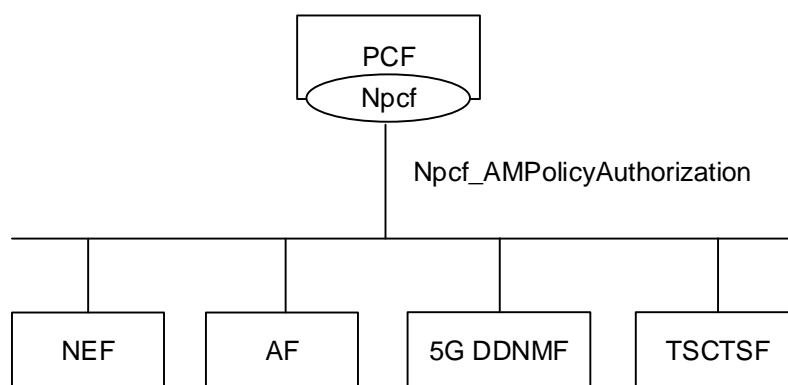 PCF
Npcf
Npcf_AMPolicyAuthorization
NEF
AF
5G DDNMF
TSCTSF